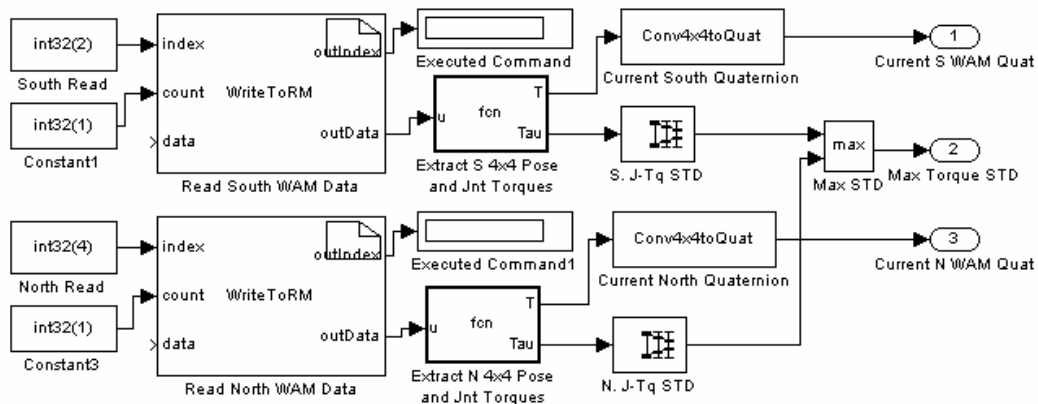 int32(2)
South Read
int32(1)
Constant1
index
count
data
WriteToRM
outIndex
outData
Read South WAM Data
Executed Command
u
fcn
T
Tau
Extract S 4x4 Pose
and Jnt Torques
Conv4x4toQuat
Current South Quaternion
S. J-Tq STD
max
Max STD
1
Current S WAM Quat
2
Max Torque STD
int32(4)
North Read
int32(1)
Constant3
index
count
data
WriteToRM
outIndex
outData
Read North WAM Data
Executed Command1
u
fcn
T
Tau
Extract N 4x4 Pose
and Jnt Torques
Conv4x4toQuat
Current North Quaternion
N. J-Tq STD
3
Current N WAM Quat